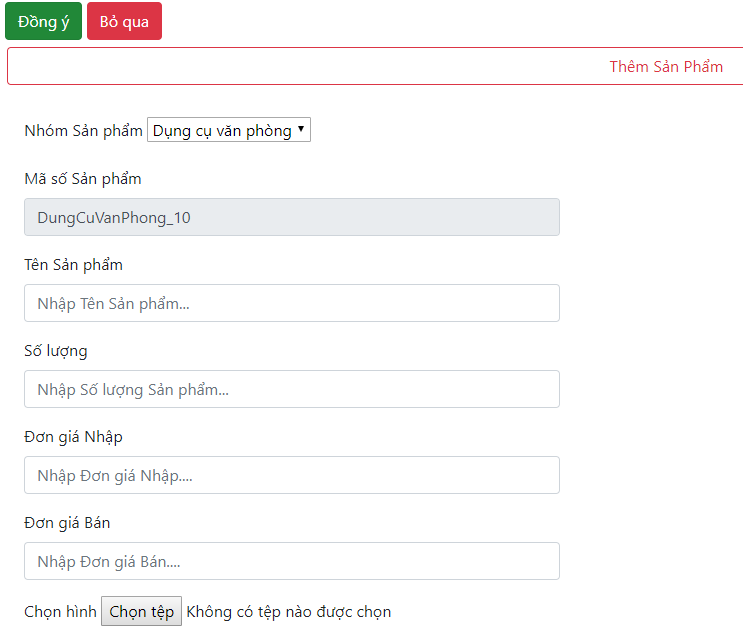 Đồng ý Bỏ qua
Thêm Sản Phẩm
Nhóm Sản phẩm Dụng cụ văn phòng
Mã số Sản phẩm
DungCuVanPhong_10
Tên Sản phẩm
Nhập Tên Sản phẩm...
Số lượng
Nhập Số lượng Sản phẩm...
Đơn giá Nhập
Nhập Đơn giá Nhập....
Đơn giá Bán
Nhập Đơn giá Bán....
Chọn hình Chọn tệp Không có tệp nào được chọn